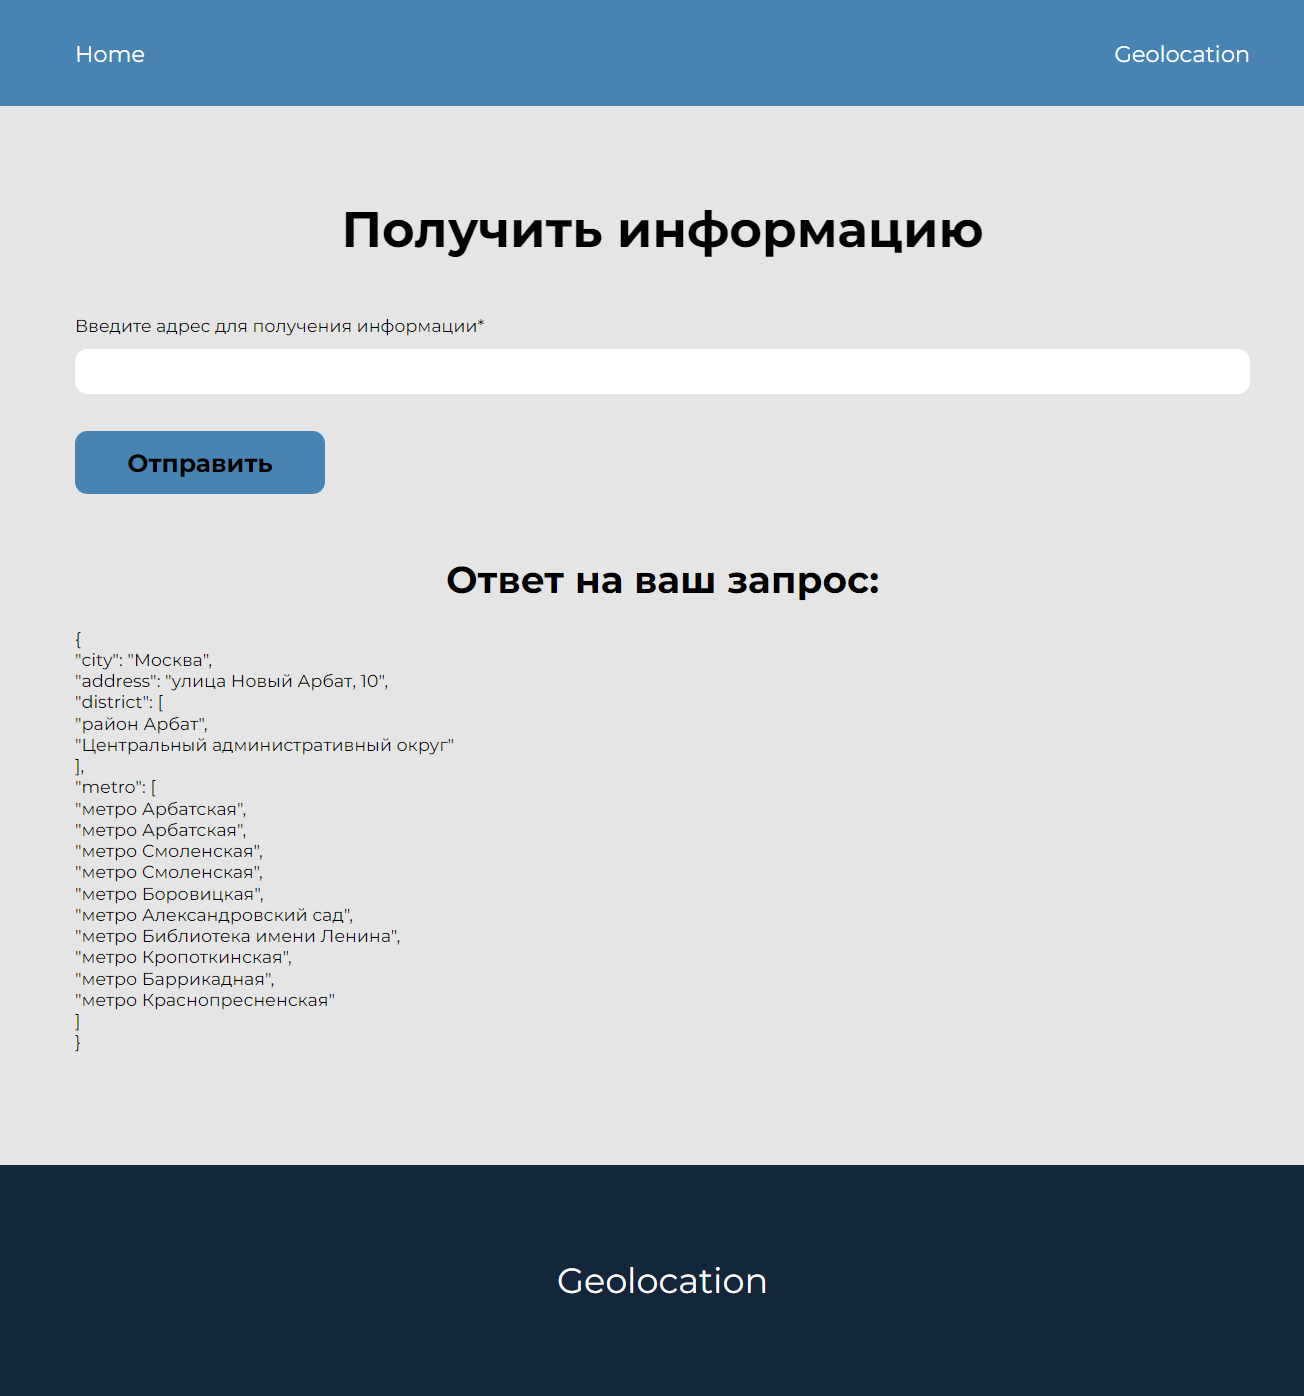 Home
Geolocation
Получить информацию
Введите адрес для получения информации*
Отправить
Ответ на ваш запрос:
{
"city": "Москва",
"address": "улица Новый Арбат, 10",
"district": [
"район Арбат",
"Центральный административный округ"
],
"metro": [
"метро Арбатская",
"метро Арбатская",
"метро Смоленская",
"метро Смоленская",
"метро Боровицкая",
"метро Александровский сад",
"метро Библиотека имени Ленина",
"метро Кропоткинская",
"метро Баррикадная",
"метро Краснопресненская"
]
}
Geolocation